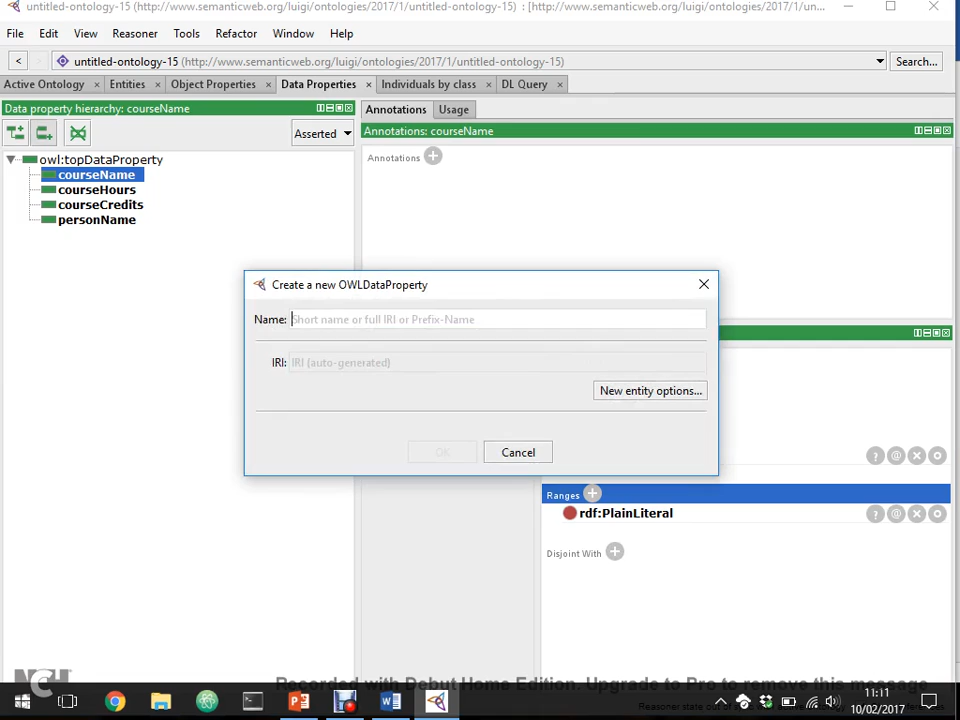 untitled-ontology-15 (http://www.semanticweb.org/luigi/ontologies/2017/1/untitled-ontology-15) : [http://www.semanticweb.org/luigi/ontologies/2017/1/un...
File Edit View Reasoner Tools Refactor Window Help
< > untitled-ontology-15 (http://www.semanticweb.org/luigi/ontologies/2017/1/untitled-ontology-15) Search...
Active Ontology × Entities × Object Properties × Data Properties × Individuals by class × DL Query ×
Data property hierarchy: courseName
Asserted
owl:topDataProperty
courseName
courseHours
courseCredits
personName
Annotations Usage
Annotations: courseName
Annotations
Create a new OWLDataProperty
Name: Short name or full IRI or Prefix-Name
IRI: IRI (auto-generated)
New entity options...
OK Cancel
Ranges
rdf:PlainLiteral
Disjoint With
NCH
Recorded with Debut Home Edition. Upgrade to Pro to remove this message
11:11
10/02/2017